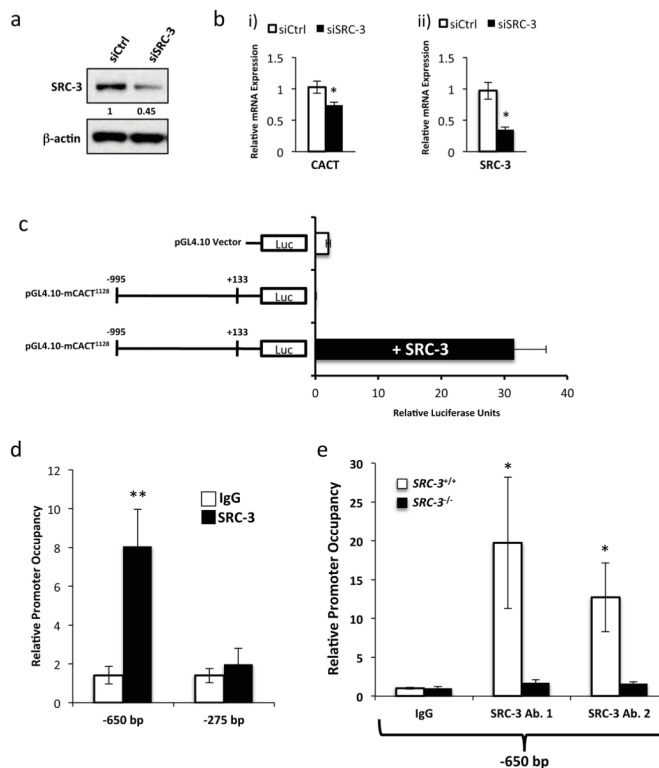 a
siCtrl
siSRC-3
SRC-3
1 0.45
β-actin
b
i)
siCtrl siSRC-3
Relative mRNA Expression
1.5
1
0.5
0
*
CACT
ii)
siCtrl siSRC-3
Relative mRNA Expression
1.5
1
0.5
0
*
SRC-3
c
pGL4.10 Vector
Luc
-995 +133
pGL4.10-mCACT¹¹²⁸
Luc
-995 +133
pGL4.10-mCACT¹¹²⁸
Luc
+ SRC-3
0 10 20 30 40
Relative Luciferase Units
d
Relative Promoter Occupancy
12
10
8
6
4
2
0
**
IgG
SRC-3
-650 bp -275 bp
e
Relative Promoter Occupancy
30
25
20
15
10
5
0
SRC-3⁺/⁺
SRC-3⁻/⁻
*
*
IgG SRC-3 Ab. 1 SRC-3 Ab. 2
-650 bp